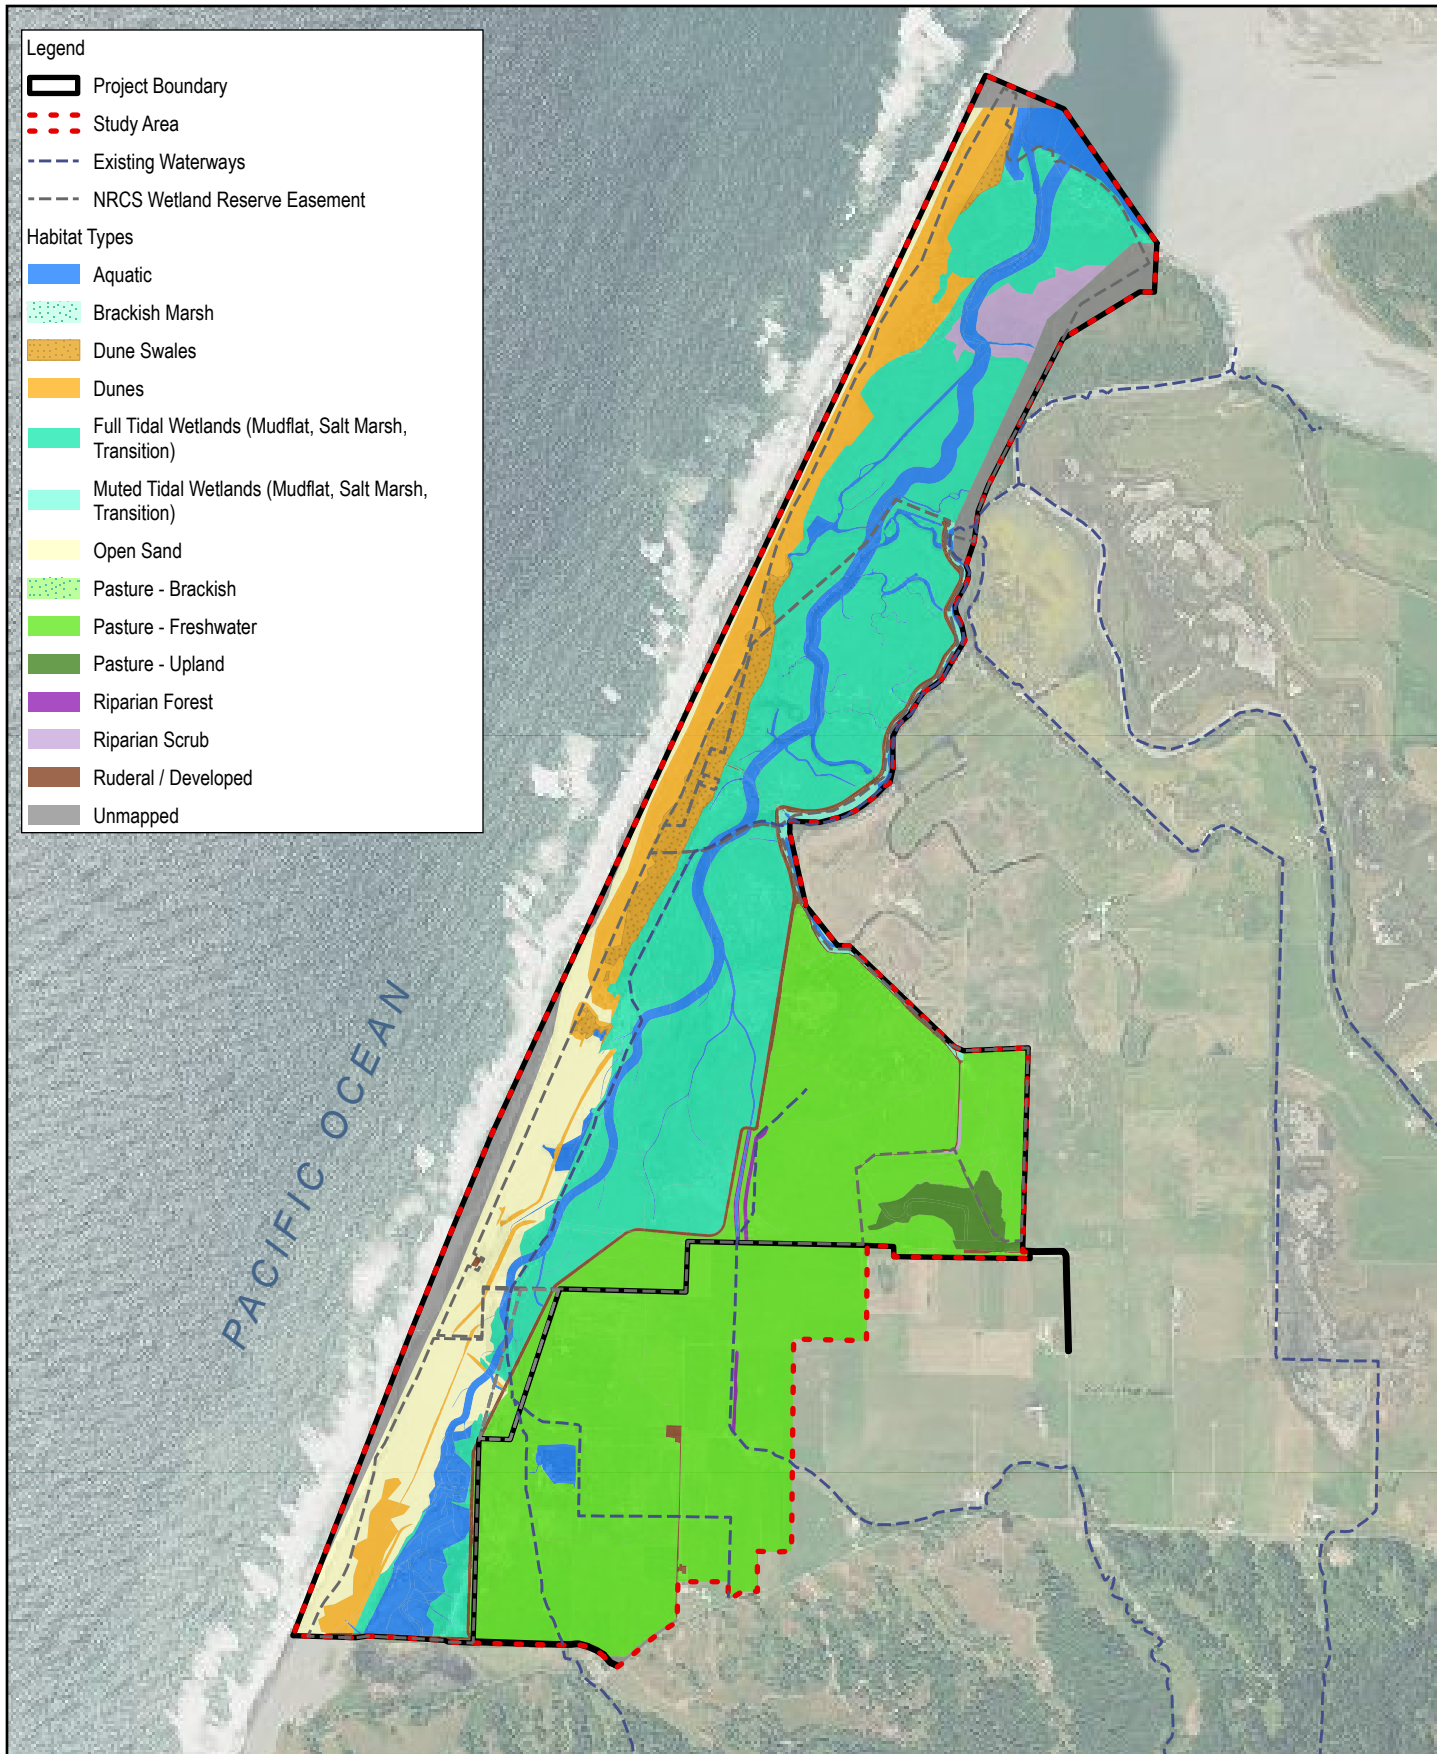 Legend
Project Boundary
Study Area
Existing Waterways
NRCS Wetland Reserve Easement
Habitat Types
Aquatic
Brackish Marsh
Dune Swales
Dunes
Full Tidal Wetlands (Mudflat, Salt Marsh,
Transition)
Muted Tidal Wetlands (Mudflat, Salt Marsh,
Transition)
Open Sand
Pasture - Brackish
Pasture - Freshwater
Pasture - Upland
Riparian Forest
Riparian Scrub
Ruderal / Developed
Unmapped
PACIFIC OCEAN